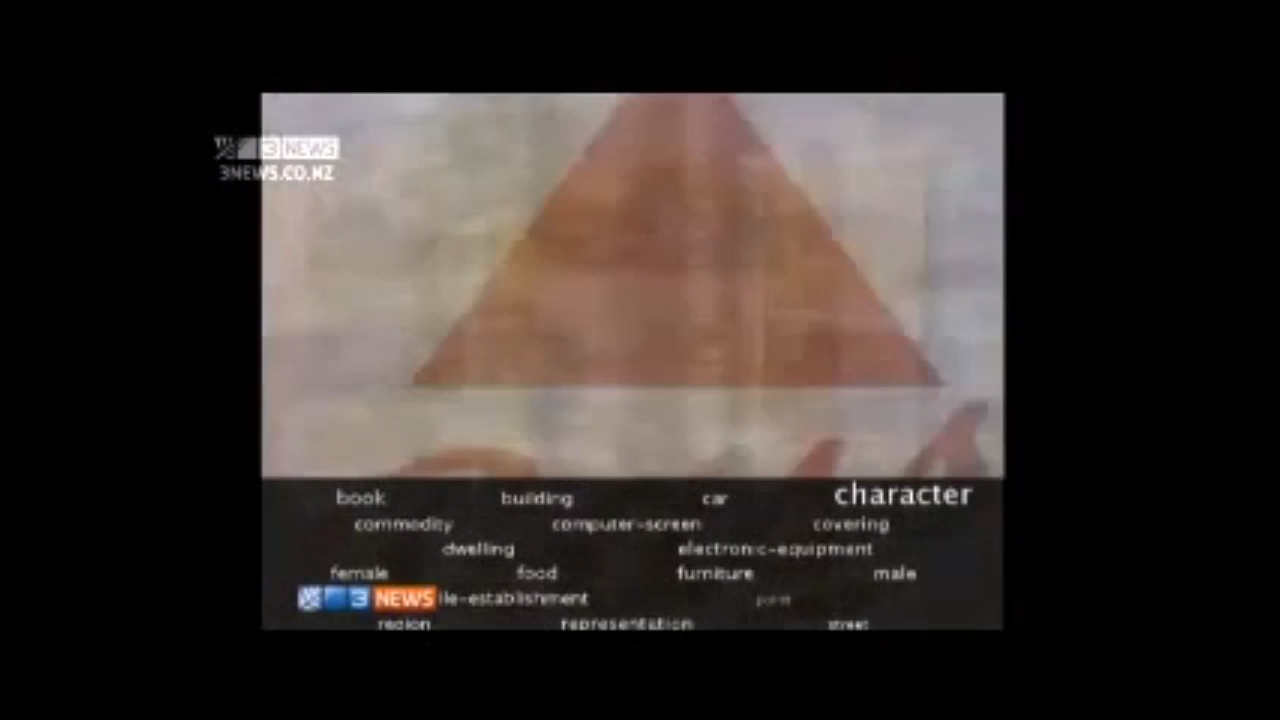 3 NEWS
3NEWS.CO.NZ
book building car character
commodity computer-screen covering
dwelling electronic-equipment
female food furniture male
3 NEWS ile-establishment point
region representation street